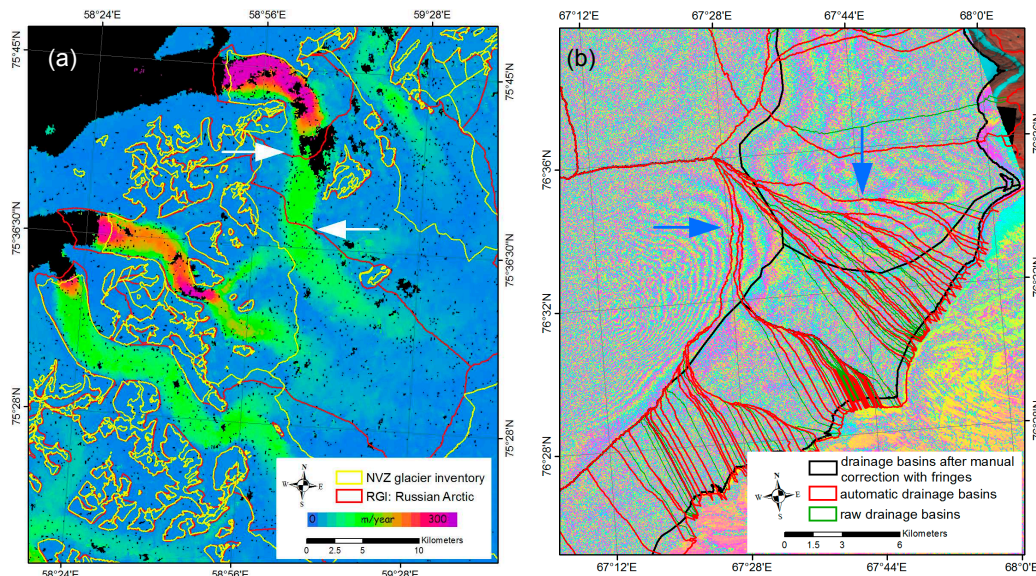 58°24'E 58°56'E 59°28'E
67°12'E 67°28'E 67°44'E 68°0'E
(a)
(b)
75°45'N
75°45'N
75°36'30"N
75°36'30"N
75°28'N
75°28'N
76°36'N
76°32'N
76°32'N
76°28'N
N
W E
S
NVZ glacier inventory
RGI: Russian Arctic
0 m/year 300
Kilometers
0 2.5 5 10
N
W E
S
drainage basins after manual
correction with fringes
automatic drainage basins
raw drainage basins
Kilometers
0 1.5 3 6
58°24'E 58°56'E 59°28'E
67°12'E 67°28'E 67°44'E 68°0'E